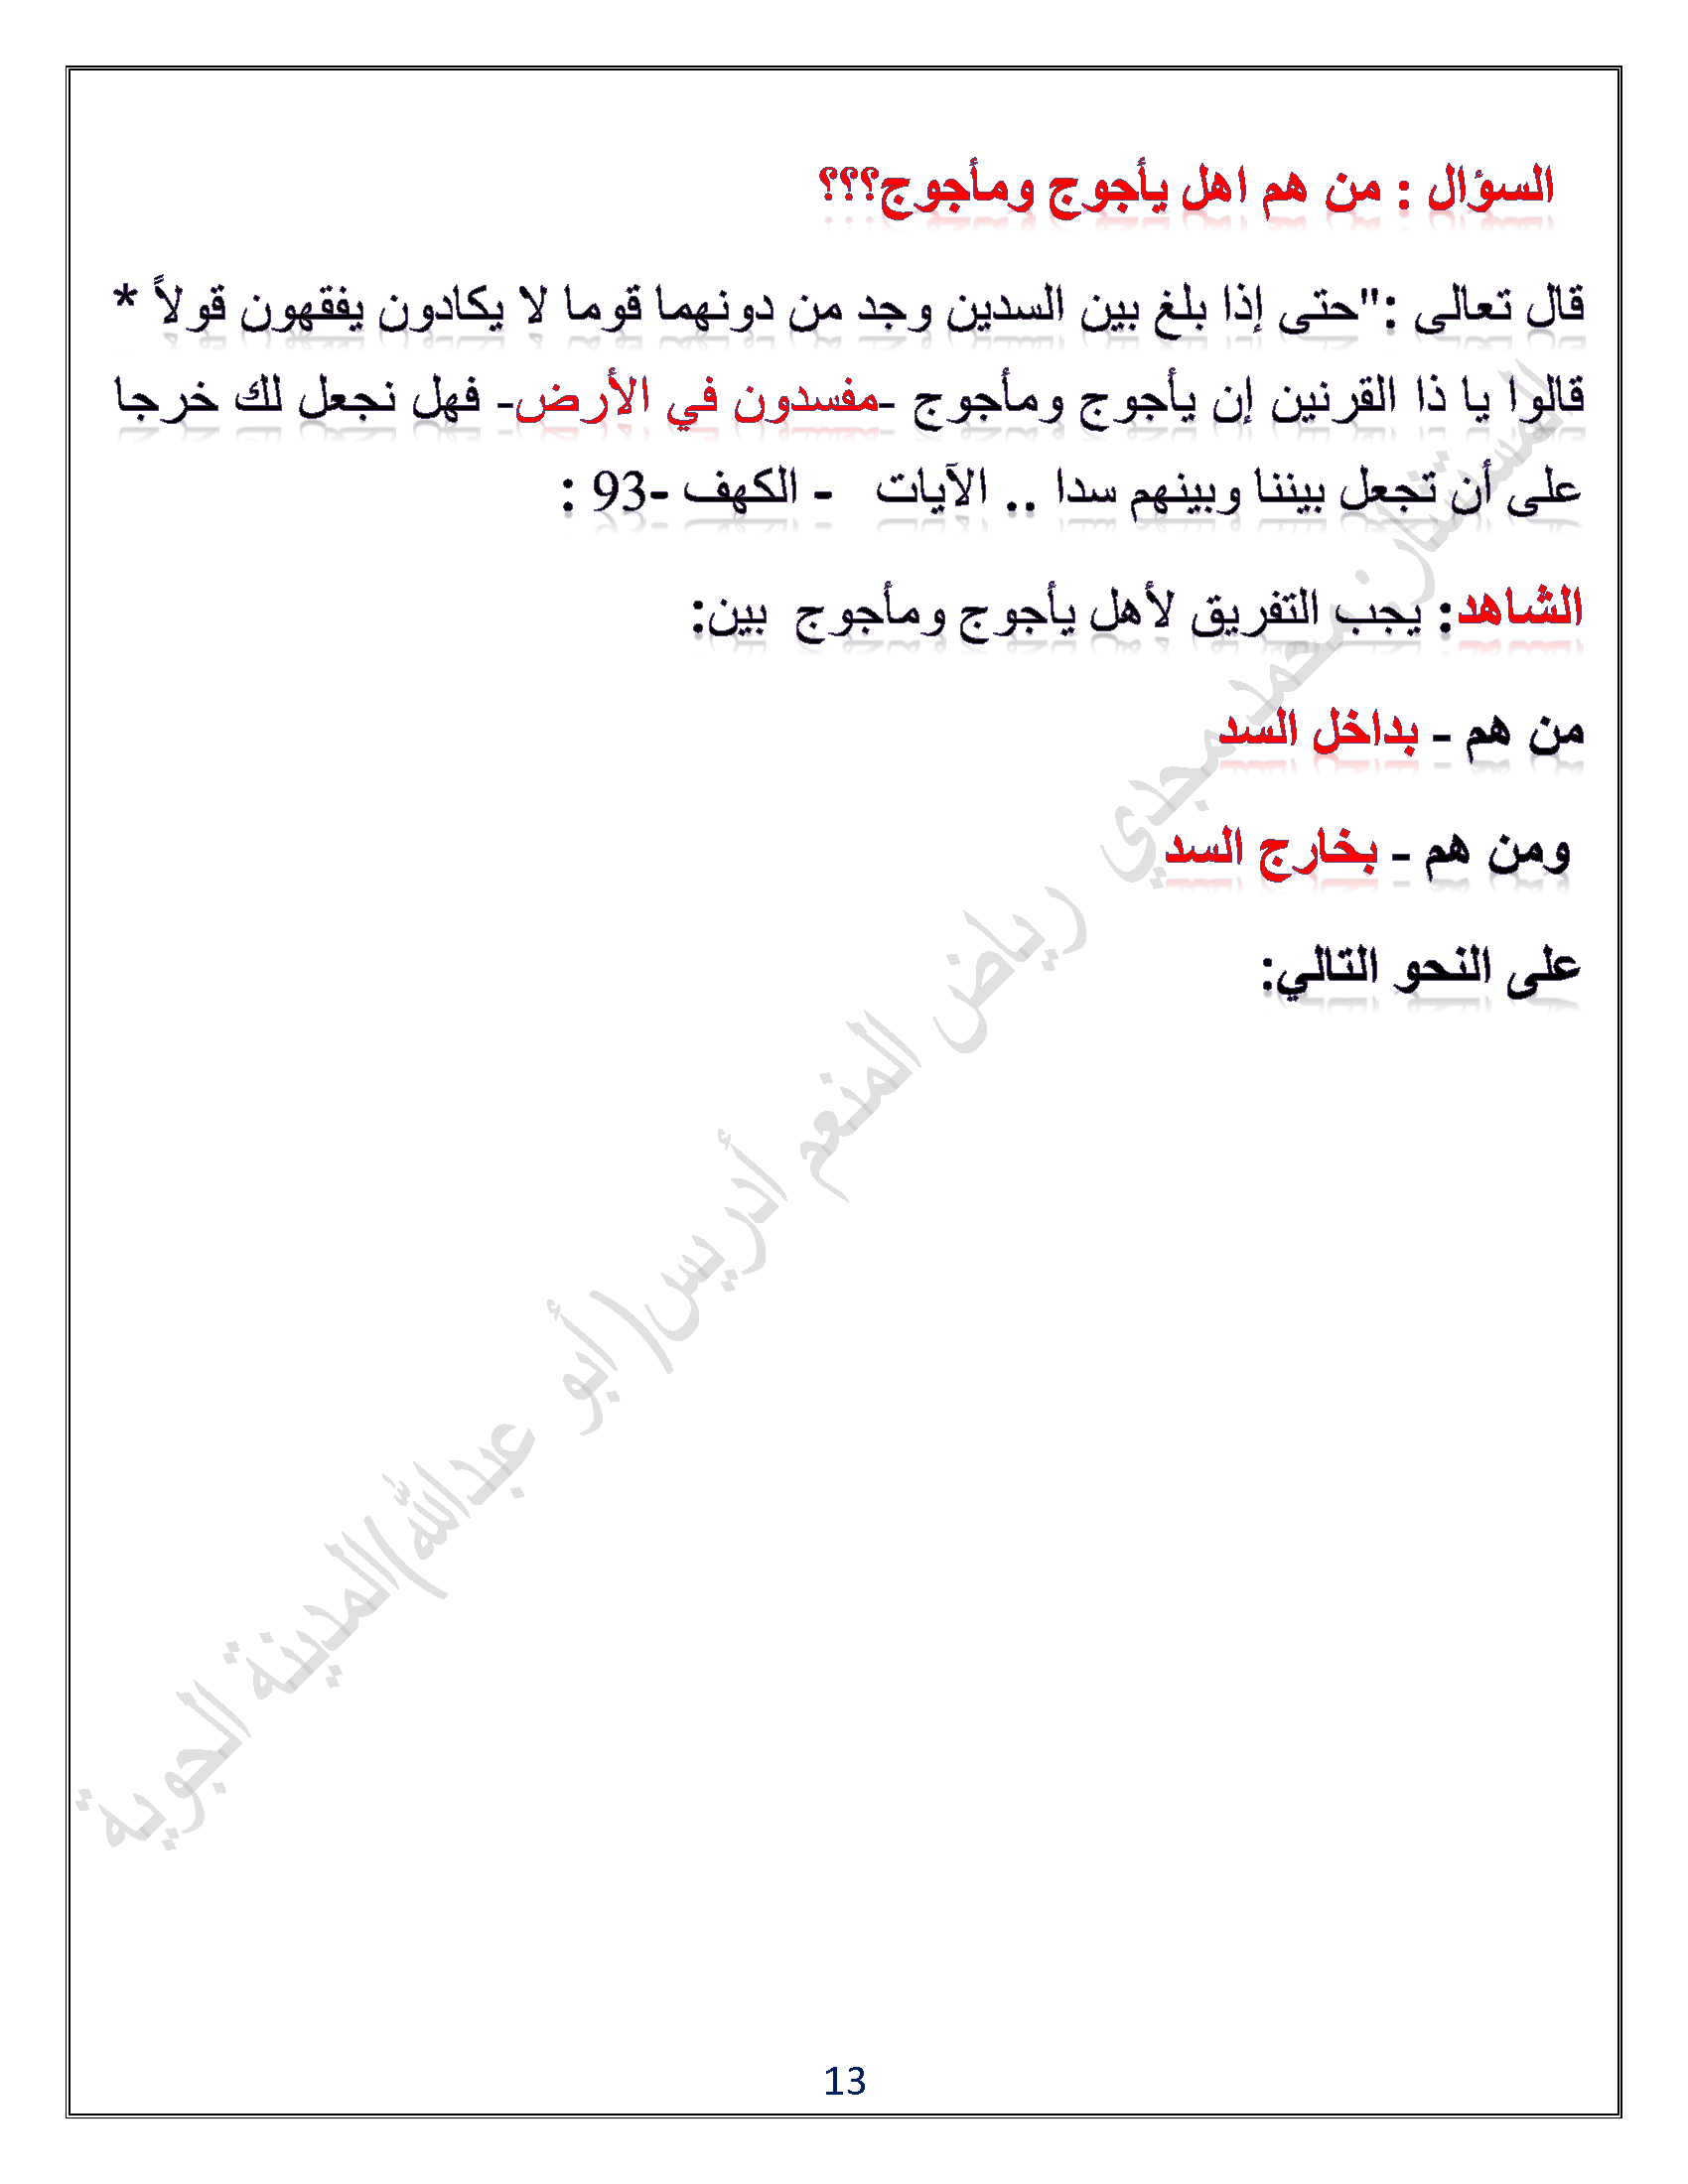 السؤال : من هم اهل يأجوج ومأجوج؟؟؟
قال تعالى :"حتى إذا بلغ بين السدين وجد من دونهما قوما لا يكادون يفقهون قولاً *
قالوا يا ذا القرنين إن يأجوج ومأجوج -مفسدون في الأرض- فهل نجعل لك خرجا
على أن تجعل بيننا وبينهم سدا .. الآيات - الكهف -93 :
الشاهد: يجب التفريق لأهل يأجوج ومأجوج بين:
من هم - بداخل السد
ومن هم - بخارج السد
على النحو التالي:
المستشار: محمد مجدي رياض المنعم أدريس(أبو عبدالله)المدينة الجوية
13